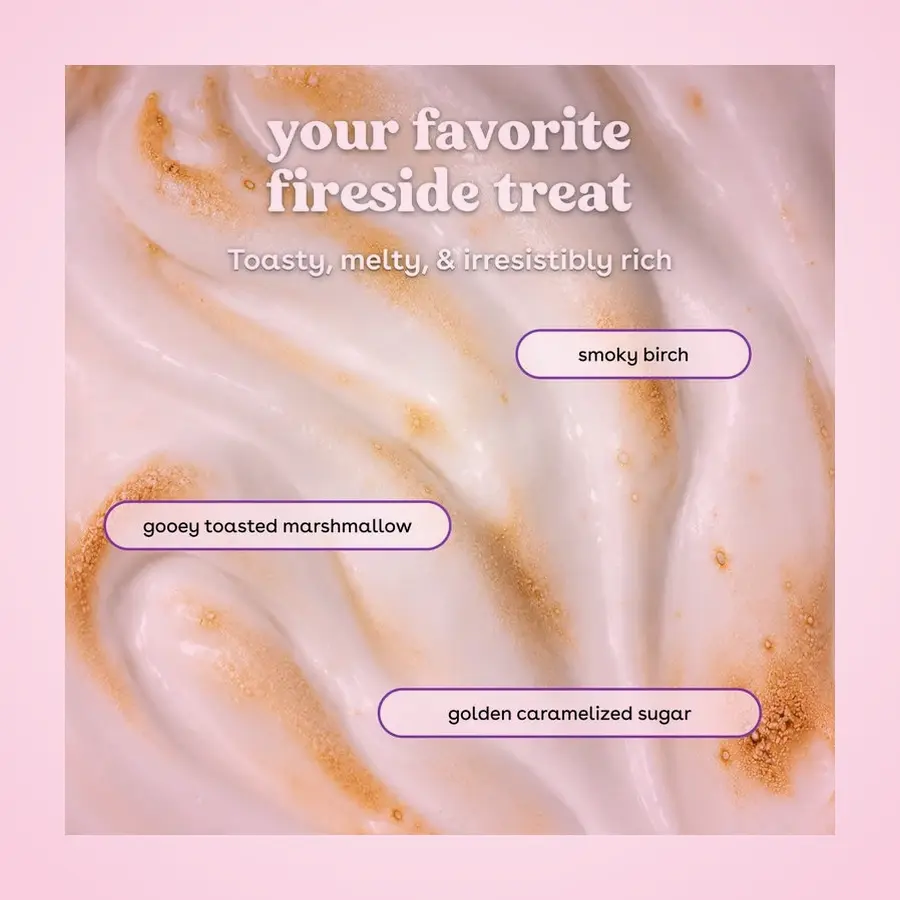 your favorite
fireside treat
Toasty, melty, & irresistibly rich
smoky birch
gooey toasted marshmallow
golden caramelized sugar